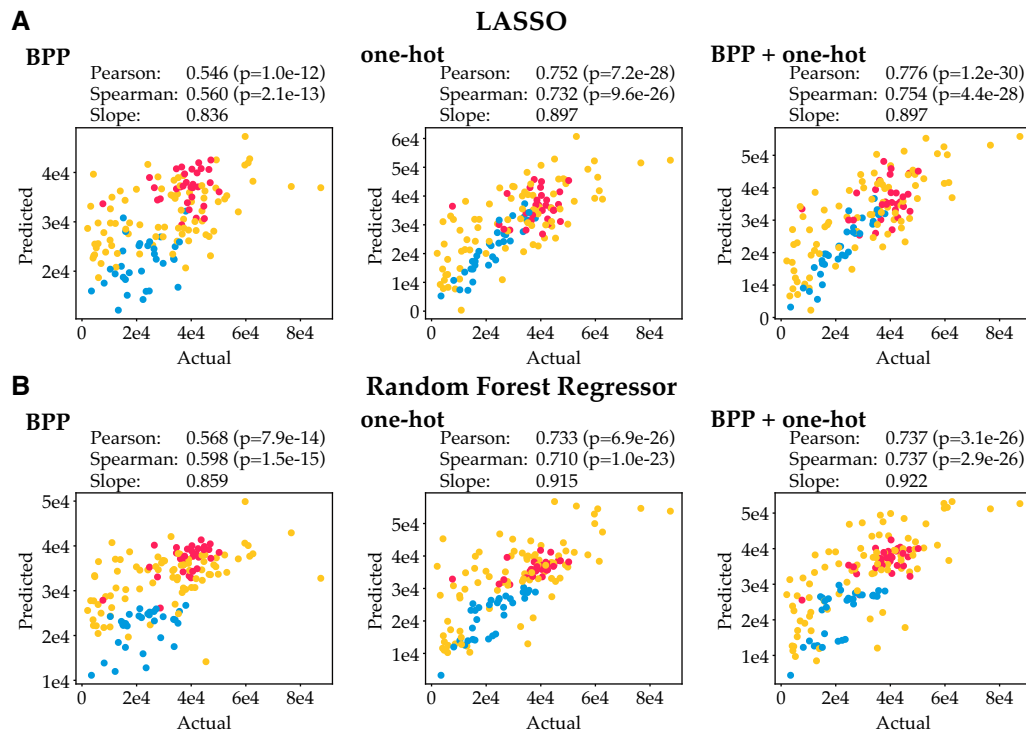 A
LASSO
BPP
Pearson: 0.546 (p=1.0e-12)
Spearman: 0.560 (p=2.1e-13)
Slope: 0.836
4e4
3e4
2e4
Predicted
0 2e4 4e4 6e4 8e4
Actual
one-hot
Pearson: 0.752 (p=7.2e-28)
Spearman: 0.732 (p=9.6e-26)
Slope: 0.897
6e4
5e4
4e4
3e4
2e4
1e4
0
Predicted
0 2e4 4e4 6e4 8e4
Actual
BPP + one-hot
Pearson: 0.776 (p=1.2e-30)
Spearman: 0.754 (p=4.4e-28)
Slope: 0.897
5e4
4e4
3e4
2e4
1e4
0
Predicted
0 2e4 4e4 6e4 8e4
Actual
B
Random Forest Regressor
BPP
Pearson: 0.568 (p=7.9e-14)
Spearman: 0.598 (p=1.5e-15)
Slope: 0.859
5e4
4e4
3e4
2e4
1e4
Predicted
0 2e4 4e4 6e4 8e4
Actual
one-hot
Pearson: 0.733 (p=6.9e-26)
Spearman: 0.710 (p=1.0e-23)
Slope: 0.915
5e4
4e4
3e4
2e4
1e4
Predicted
0 2e4 4e4 6e4 8e4
Actual
BPP + one-hot
Pearson: 0.737 (p=3.1e-26)
Spearman: 0.737 (p=2.9e-26)
Slope: 0.922
5e4
4e4
3e4
2e4
1e4
Predicted
0 2e4 4e4 6e4 8e4
Actual